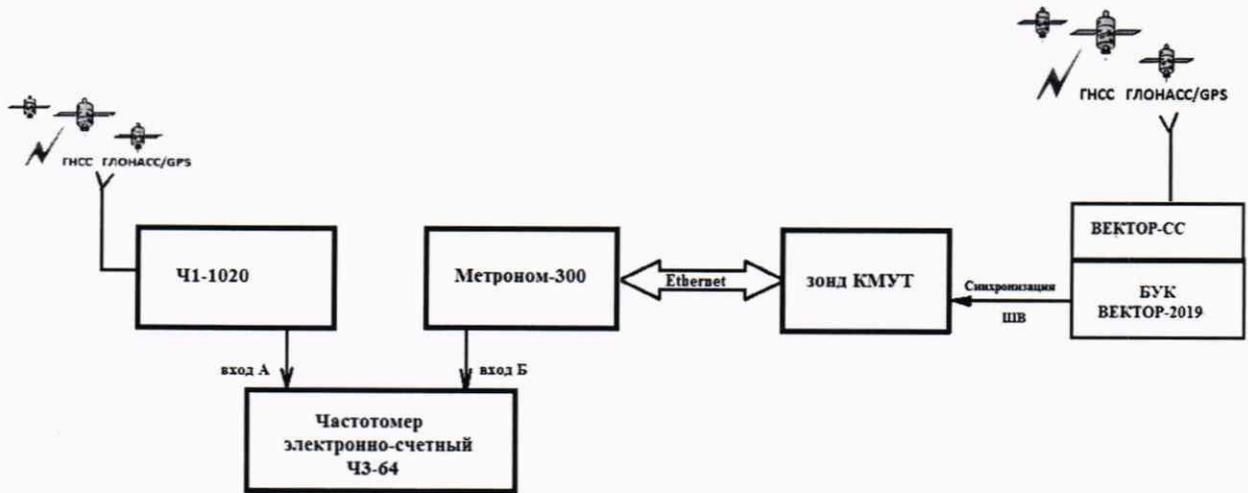 ГНСС ГЛОНАСС/GPS
ГНСС ГЛОНАСС/GPS
Ч1-1020
Метроном-300
Ethernet
зонд КМУТ
Синхронизация
ШВ
ВЕКТОР-СС
БУК
ВЕКТОР-2019
вход А
вход Б
Частотомер
электронно-счетный
Ч3-64